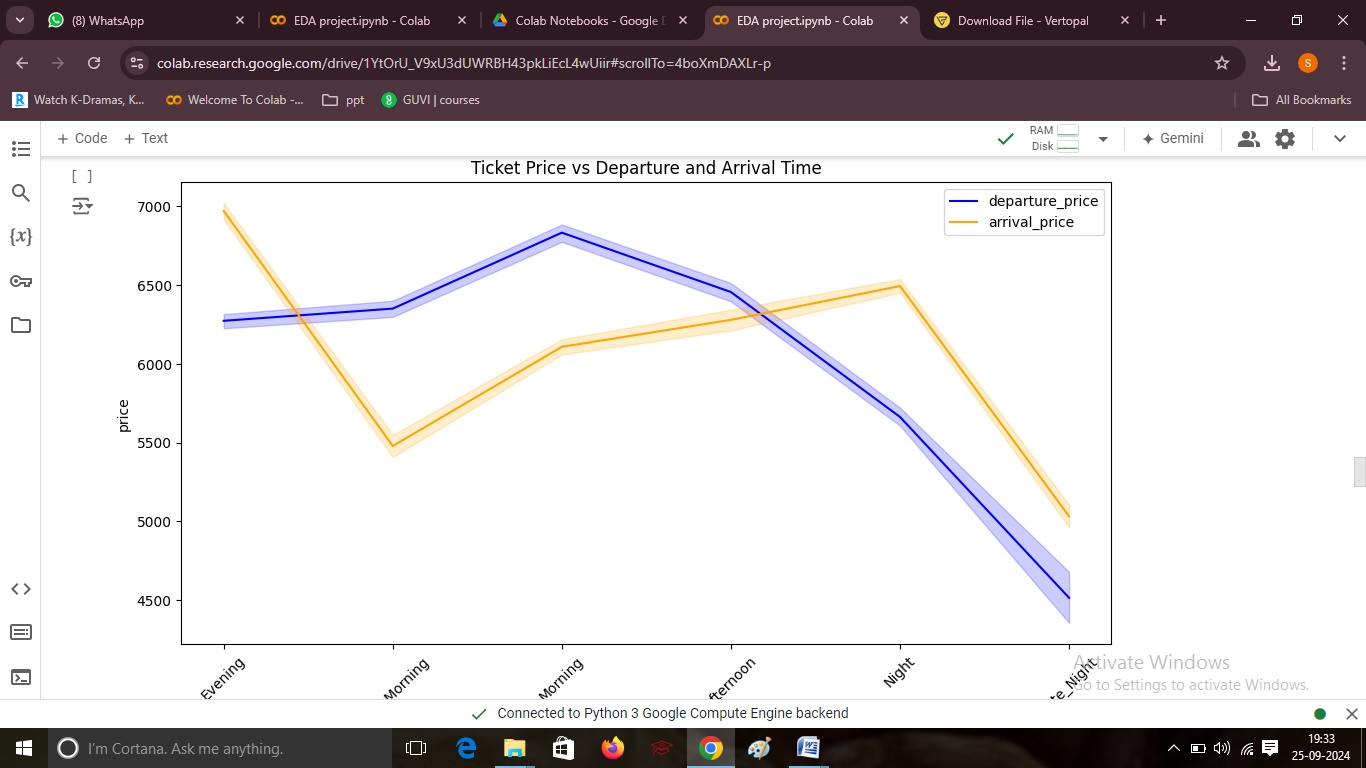 (8) WhatsApp
EDA project.ipynb - Colab
Colab Notebooks - Google D
EDA project.ipynb - Colab
Download File - Vertopal
colab.research.google.com/drive/1YtOrU_V9xU3dUWRBH43pkLiEcL4wUiir#scrollTo=4boXmDAXLr-p
S
Watch K-Dramas, K...
Welcome To Colab -...
ppt
GUVI | courses
All Bookmarks
+ Code + Text
RAM
Disk
Gemini
[ ]
{x}
Ticket Price vs Departure and Arrival Time
departure_price
arrival_price
7000
6500
6000
5500
5000
4500
price
Evening
Morning
Morning
fternoon
Night
te_Night
Activate Windows
Go to Settings to activate Windows.
Connected to Python 3 Google Compute Engine backend
I'm Cortana. Ask me anything.
19:33
25-09-2024